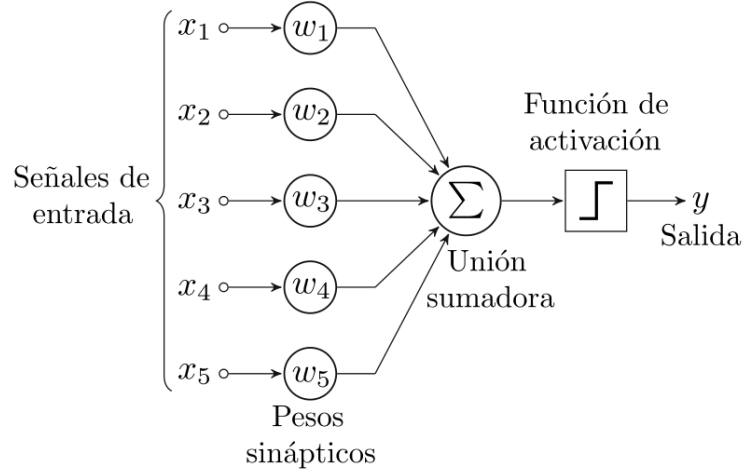 Señales de
entrada
x₁
x₂
x₃
x₄
x₅
w₁
w₂
w₃
w₄
w₅
Pesos
sinápticos
Σ
Unión
sumadora
Función de
activación
y
Salida